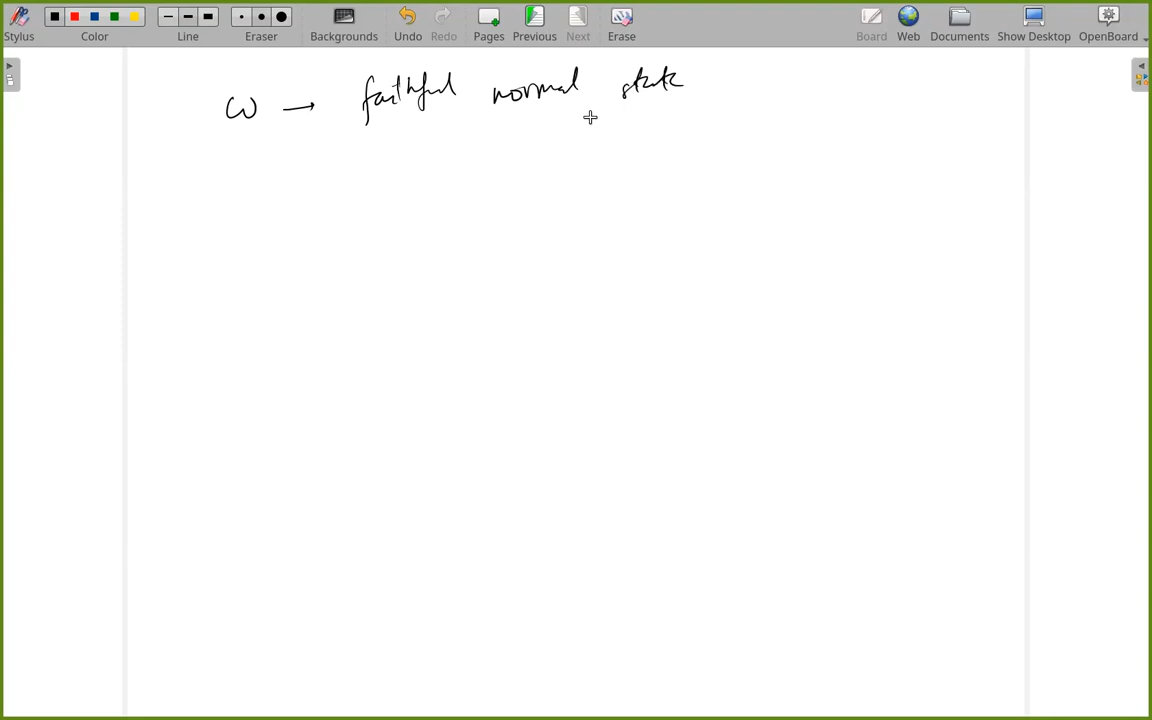 Stylus Color Line Eraser Backgrounds Undo Redo Pages Previous Next Erase Board Web Documents Show Desktop OpenBoard
ω → faithful normal state